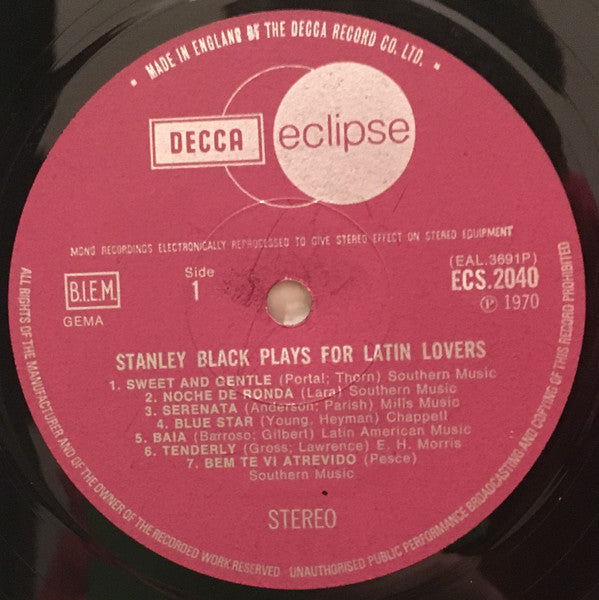 • MADE IN ENGLAND BY THE DECCA RECORD CO. LTD. •
DECCA eclipse
MONO RECORDINGS ELECTRONICALLY REPROCESSED TO GIVE STEREO EFFECT ON STEREO EQUIPMENT
B.I.E.M.
GEMA
Side
1
(EAL.3691P)
ECS.2040
℗ 1970
STANLEY BLACK PLAYS FOR LATIN LOVERS
1. SWEET AND GENTLE (Portal; Thorn) Southern Music
2. NOCHE DE RONDA (Lara) Southern Music
3. SERENATA (Anderson; Parish) Mills Music
4. BLUE STAR (Young, Heyman) Chappell
5. BAIA (Barroso; Gilbert) Latin American Music
6. TENDERLY (Gross; Lawrence) E. H. Morris
7. BEM TE VI ATREVIDO (Pesce)
Southern Music
STEREO
ALL RIGHTS OF THE MANUFACTURER AND OF THE OWNER OF THE RECORDED WORK RESERVED • UNAUTHORISED PUBLIC PERFORMANCE BROADCASTING AND COPYING OF THIS RECORD PROHIBITED